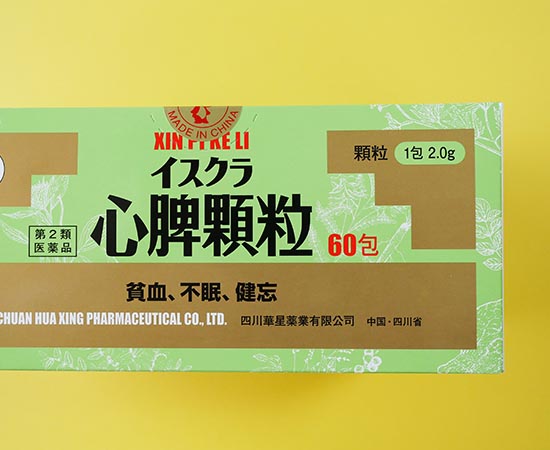 MADE IN CHINA
XIN PI KE LI
イスクラ
顆粒 1包 2.0g
第2類
医薬品
心脾顆粒 60包
貧血、不眠、健忘
CHUAN HUA XING PHARMACEUTICAL CO., LTD. 四川華星薬業有限公司 中国・四川省